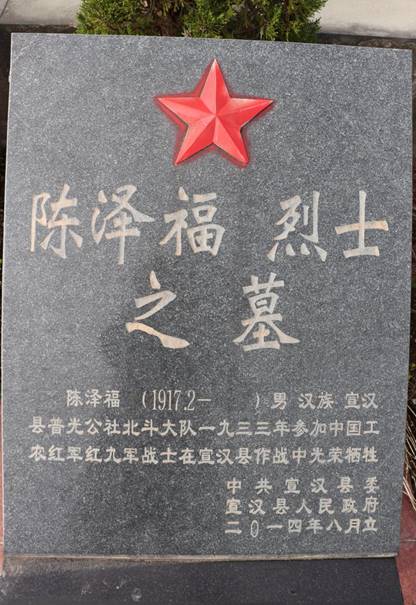 陈泽福 烈士
之墓
陈泽福 (1917.2— )男 汉族 宣汉
县普光公社北斗大队一九三三年参加中国工
农红军红九军战士在宣汉县作战中光荣牺牲
中共宣汉县委
宣汉县人民政府
二〇一四年八月立